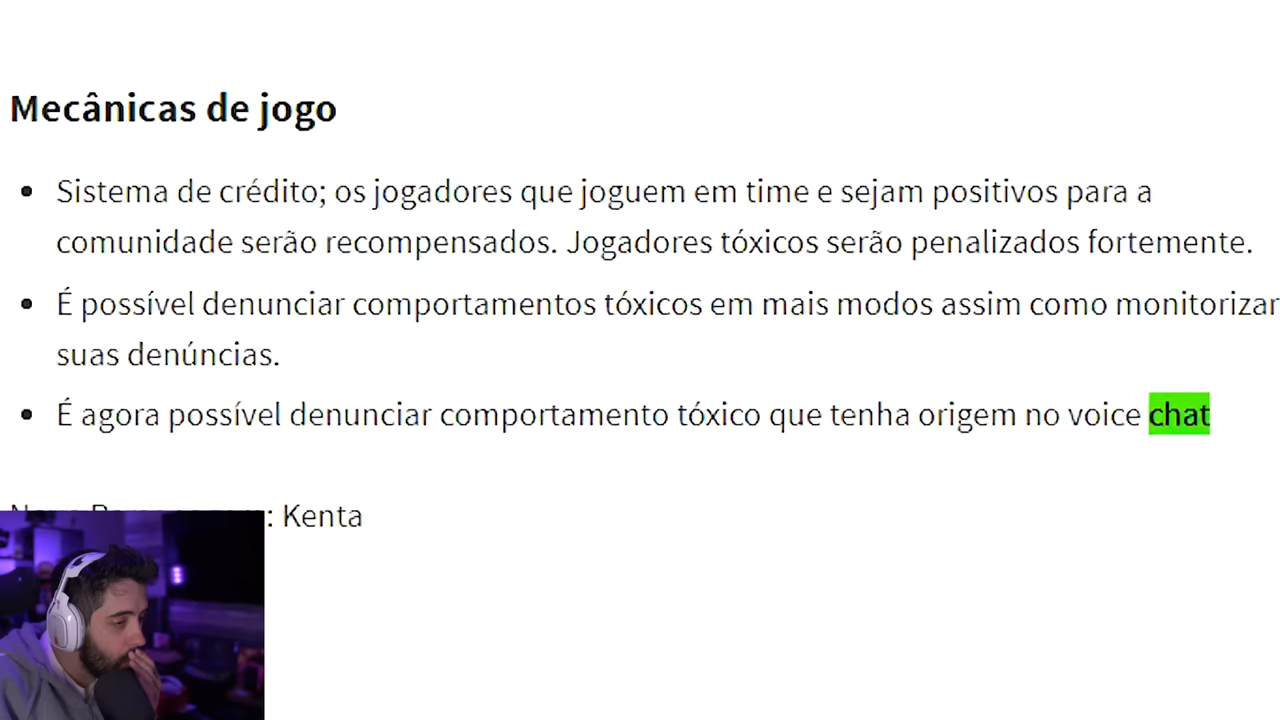 Mecânicas de jogo
Sistema de crédito; os jogadores que joguem em time e sejam positivos para a
comunidade serão recompensados. Jogadores tóxicos serão penalizados fortemente.
É possível denunciar comportamentos tóxicos em mais modos assim como monitorizar
suas denúncias.
É agora possível denunciar comportamento tóxico que tenha origem no voice chat
: Kenta